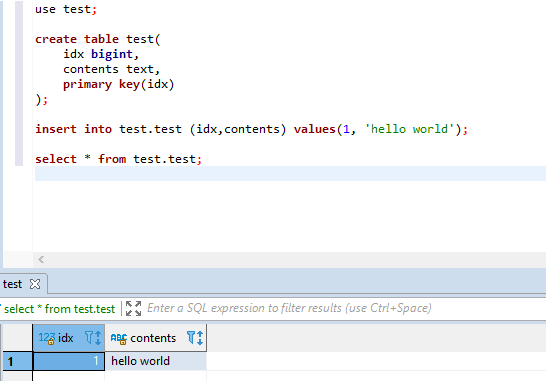 use test;
create table test(
idx bigint,
contents text,
primary key(idx)
);
insert into test.test (idx,contents) values(1, 'hello world');
select * from test.test;
test
select * from test.test Enter a SQL expression to filter results (use Ctrl+Space)
123 idx ABC contents
1 1 hello world